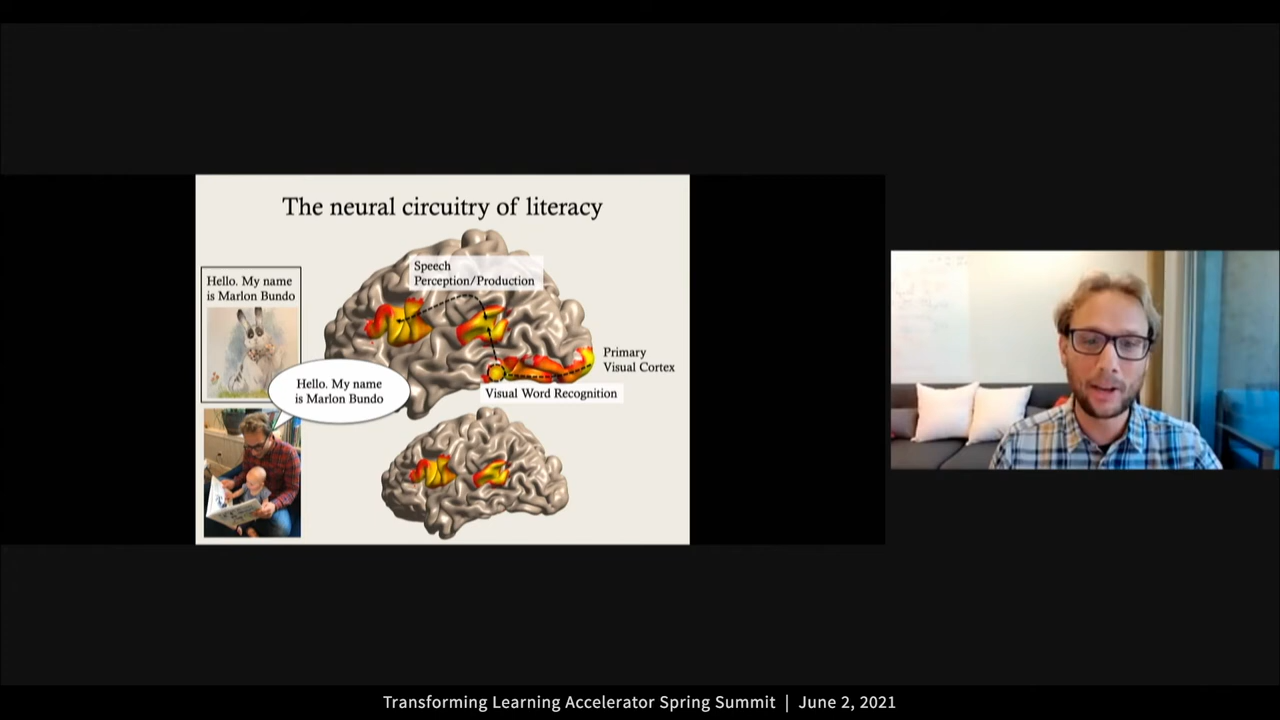 The neural circuitry of literacy
Hello. My name
is Marlon Bundo
Speech
Perception/Production
Primary
Visual Cortex
Hello. My name
is Marlon Bundo
Visual Word Recognition
Transforming Learning Accelerator Spring Summit | June 2, 2021